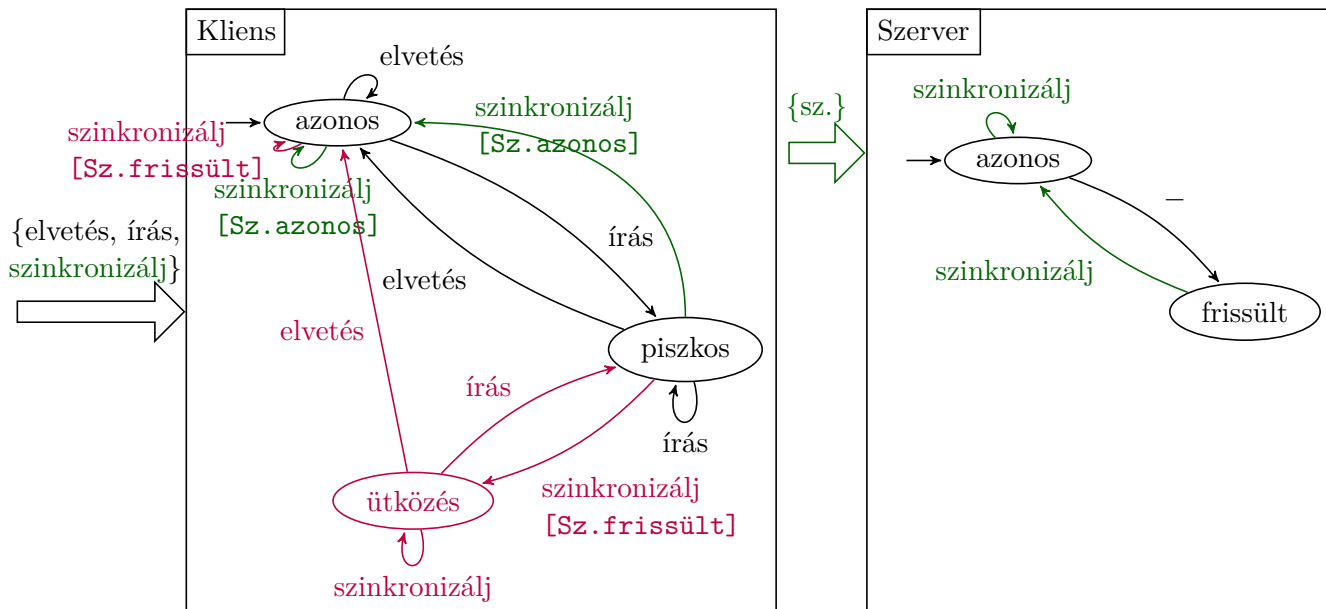 Kliens
elvetés
azonos
szinkronizálj
[Sz.frissült]
szinkronizálj
[Sz.azonos]
szinkronizálj
[Sz.azonos]
{elvetés, írás,
szinkronizálj}
írás
elvetés
elvetés
piszkos
írás
írás
ütközés
szinkronizálj
[Sz.frissült]
szinkronizálj
{sz.}
Szerver
szinkronizálj
azonos
–
szinkronizálj
frissült